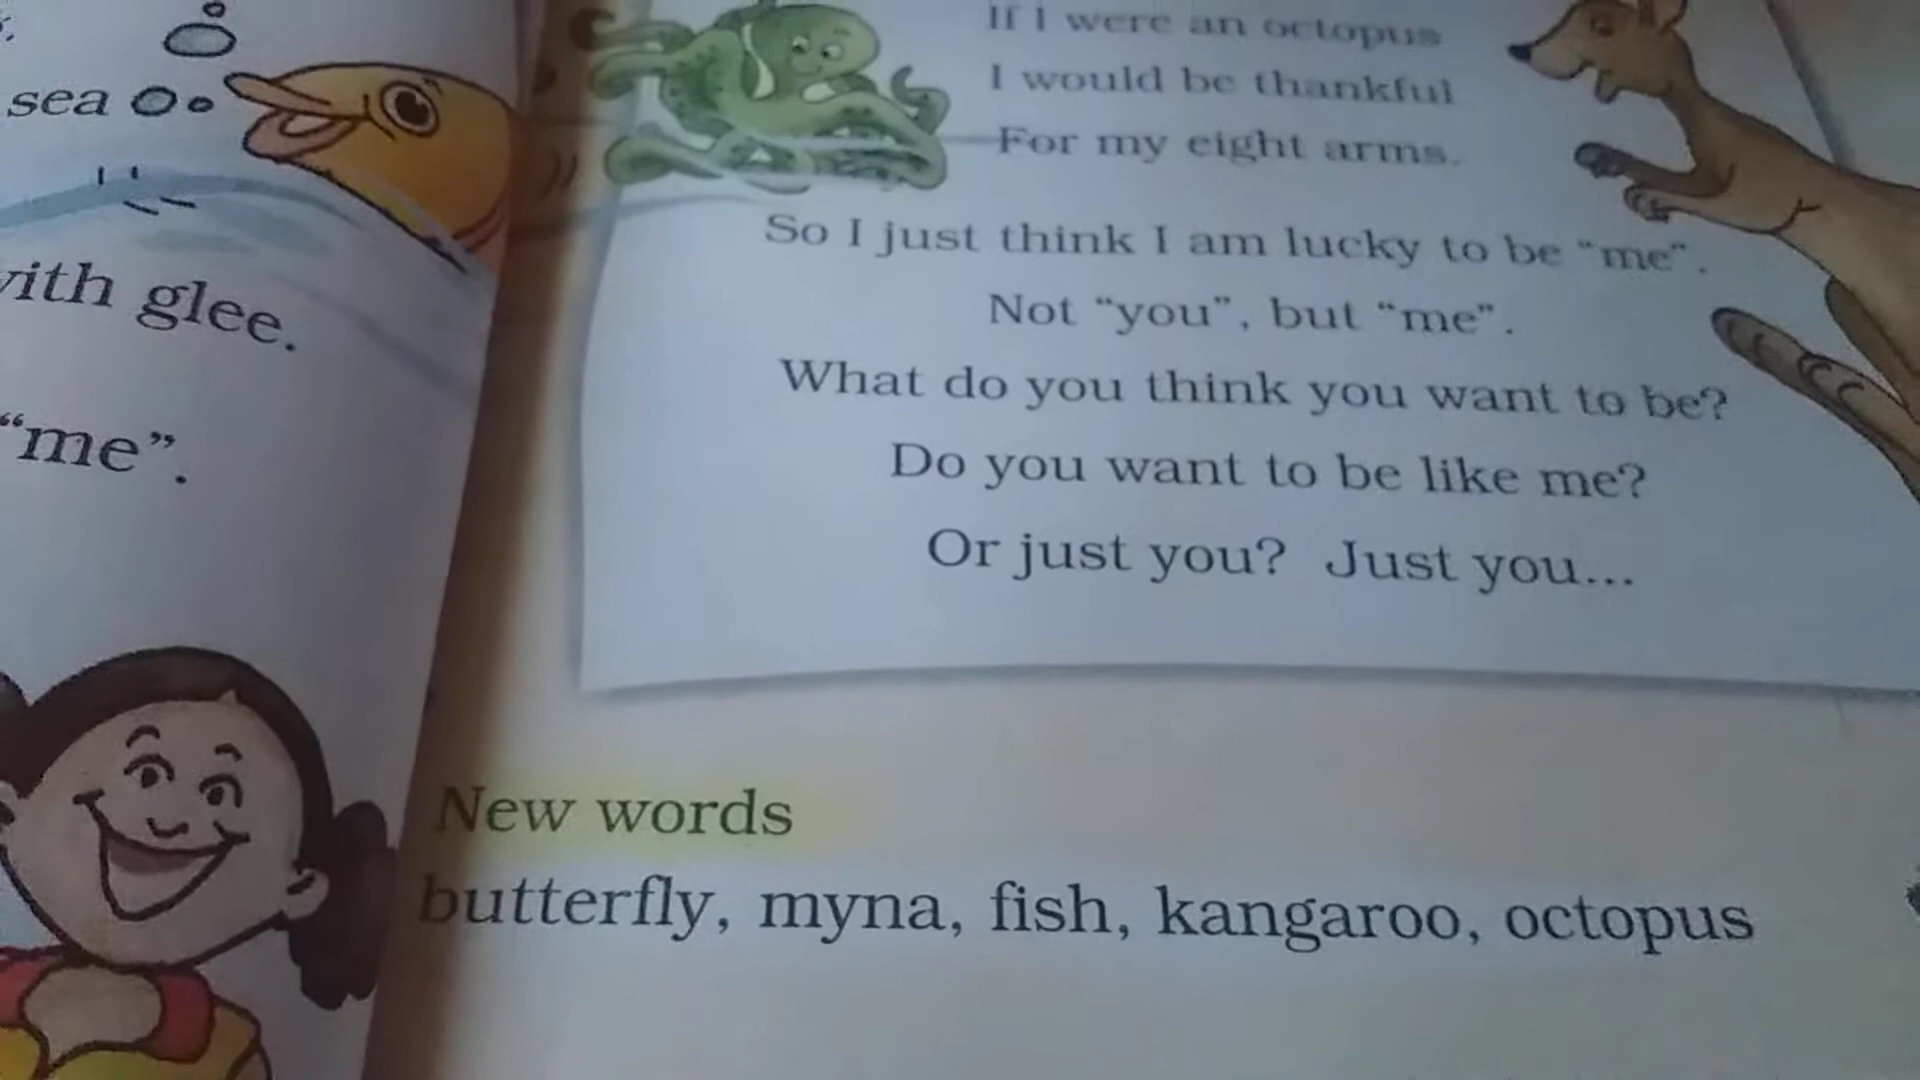 sea
with glee.
“me”.
If I were an octopus
I would be thankful
For my eight arms.
So I just think I am lucky to be “me”.
Not “you”, but “me”.
What do you think you want to be?
Do you want to be like me?
Or just you? Just you...
New words
butterfly, myna, fish, kangaroo, octopus